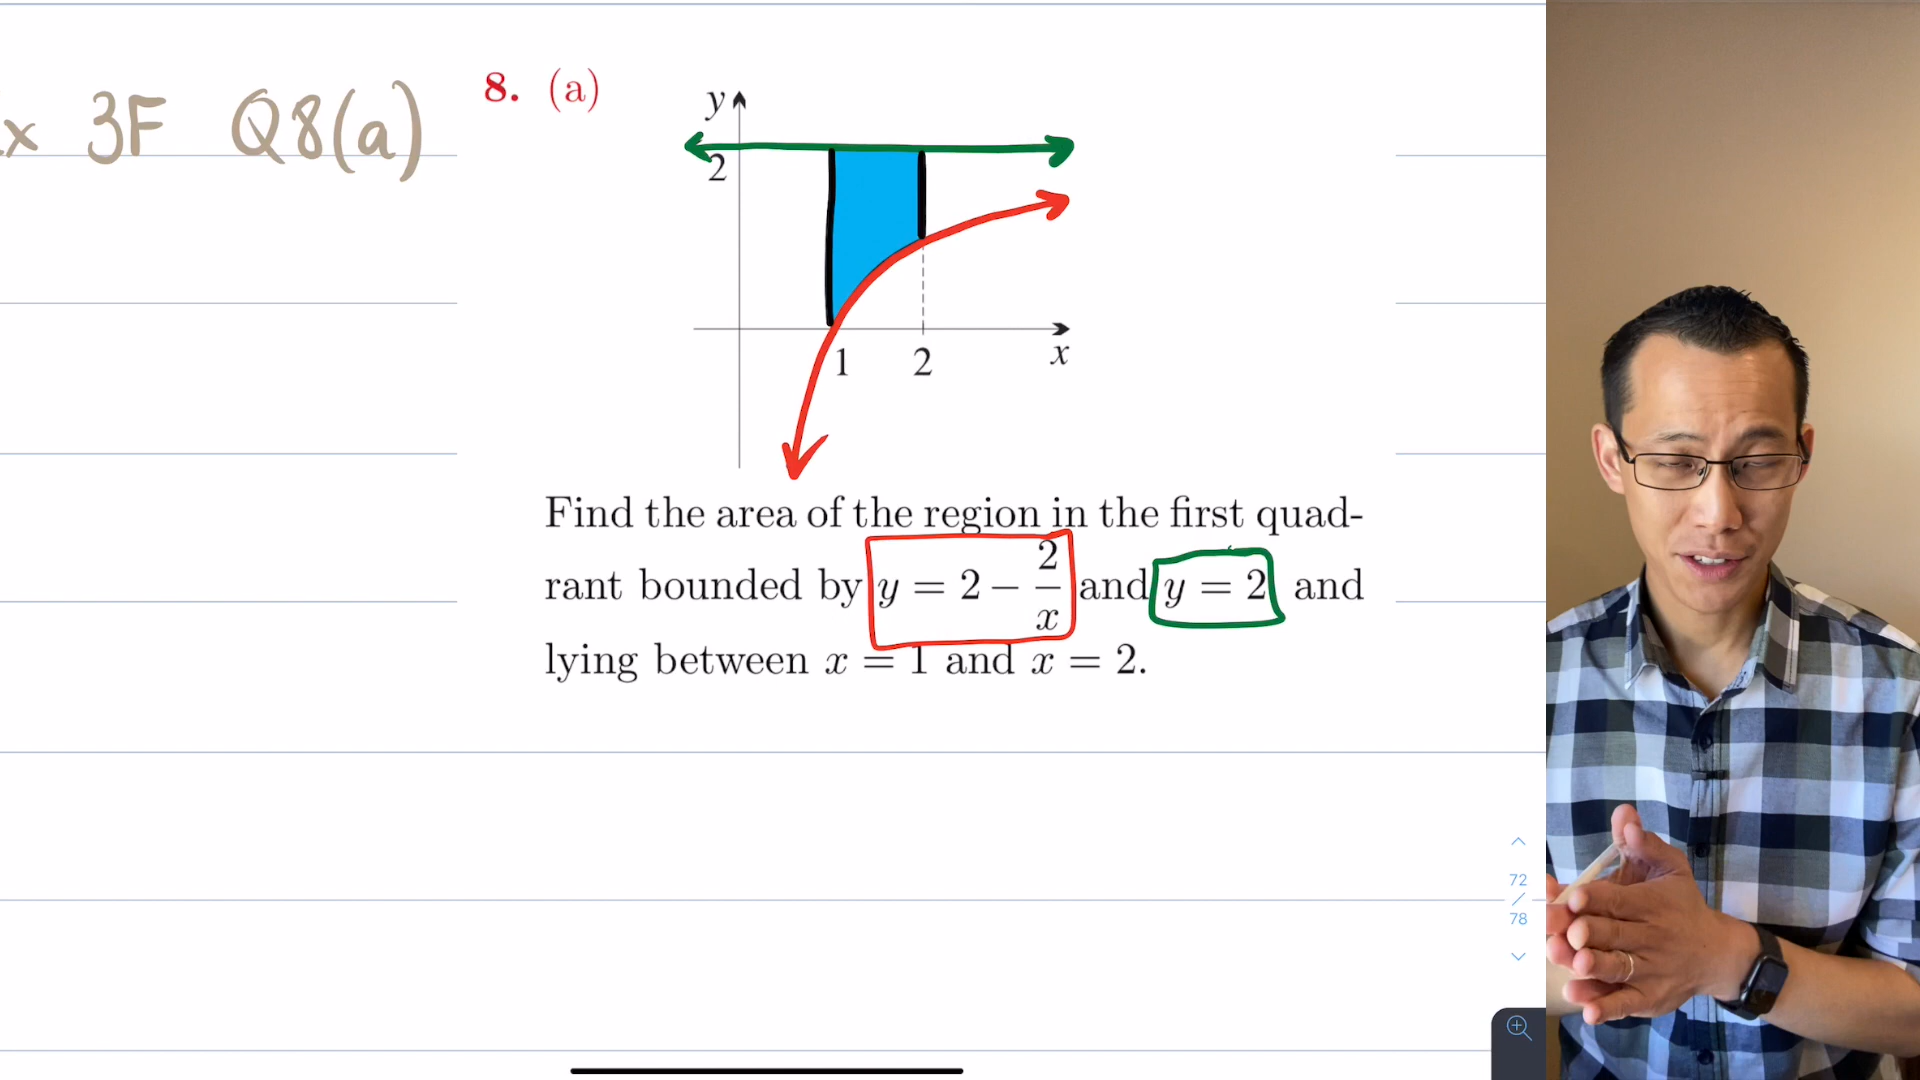 x 3F Q8(a)
8. (a)
y
2
1 2 x
Find the area of the region in the first quad-
rant bounded by y = 2 − 2/x and y = 2 and
lying between x = 1 and x = 2.
72
/
78